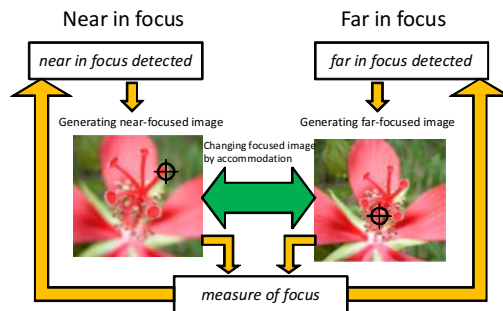 Near in focus
Far in focus
near in focus detected
far in focus detected
Generating near-focused image
Generating far-focused image
Changing focused image
by accommodation
measure of focus